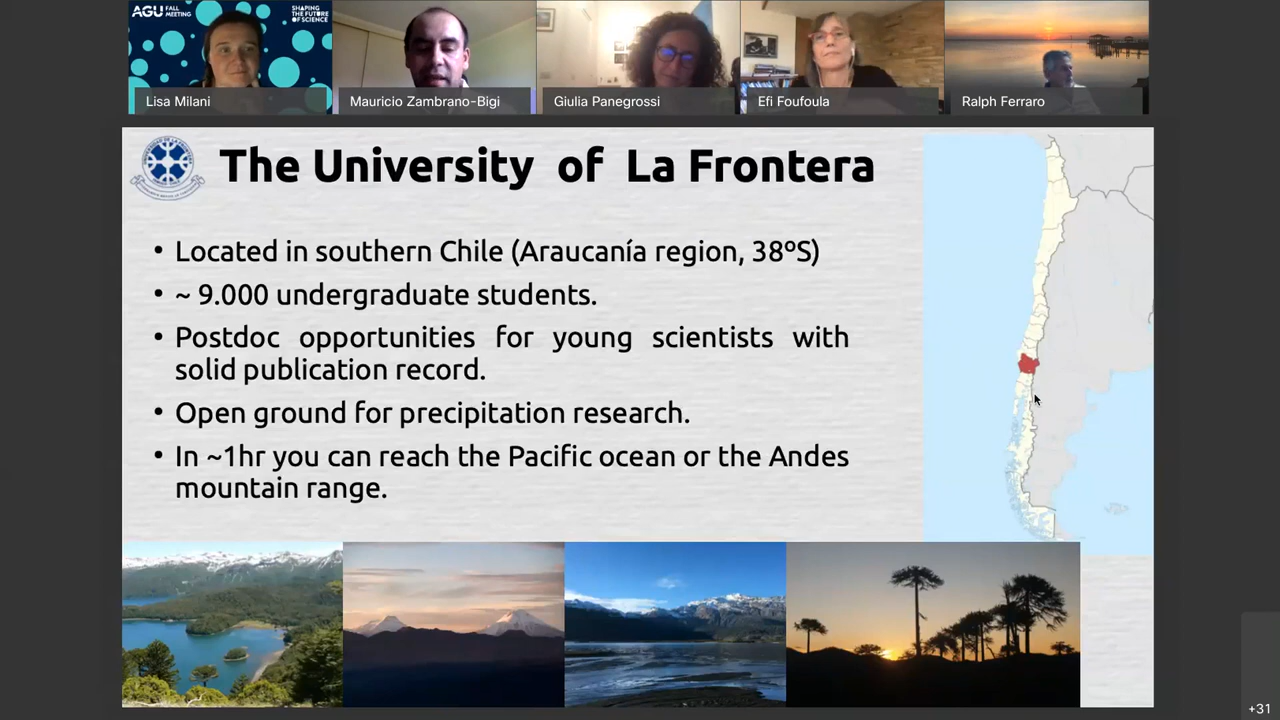 AGU FALL MEETING
SHAPING
THE FUTURE
OF SCIENCE
Lisa Milani
Mauricio Zambrano-Bigi
Giulia Panegrossi
Efi Foufoula
Ralph Ferraro
The University of La Frontera
• Located in southern Chile (Araucanía region, 38ºS)
• ~ 9.000 undergraduate students.
• Postdoc opportunities for young scientists with
solid publication record.
• Open ground for precipitation research.
• In ~1hr you can reach the Pacific ocean or the Andes
mountain range.
+31